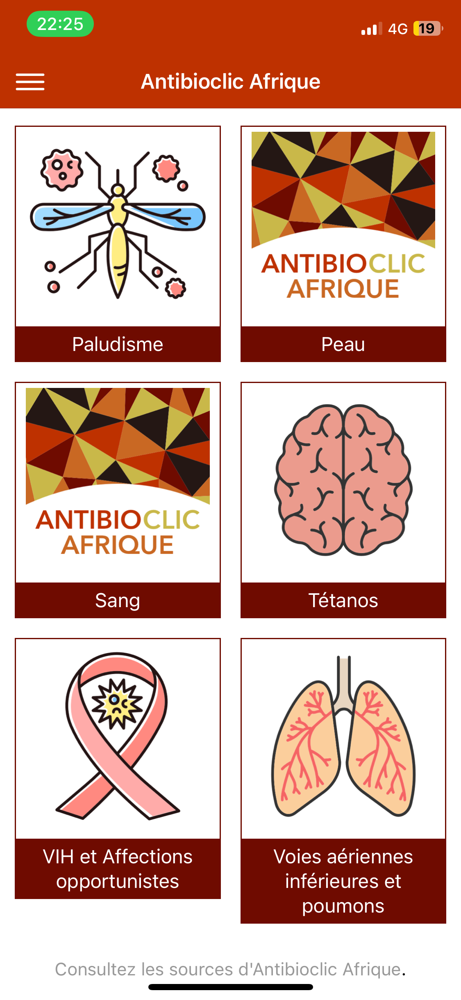 22:25
4G 19
Antibioclic Afrique
ANTIBIOCLIC
AFRIQUE
Paludisme
Peau
ANTIBIOCLIC
AFRIQUE
Sang
Tétanos
VIH et Affections
opportunistes
Voies aériennes
inférieures et
poumons
Consultez les sources d'Antibioclic Afrique.